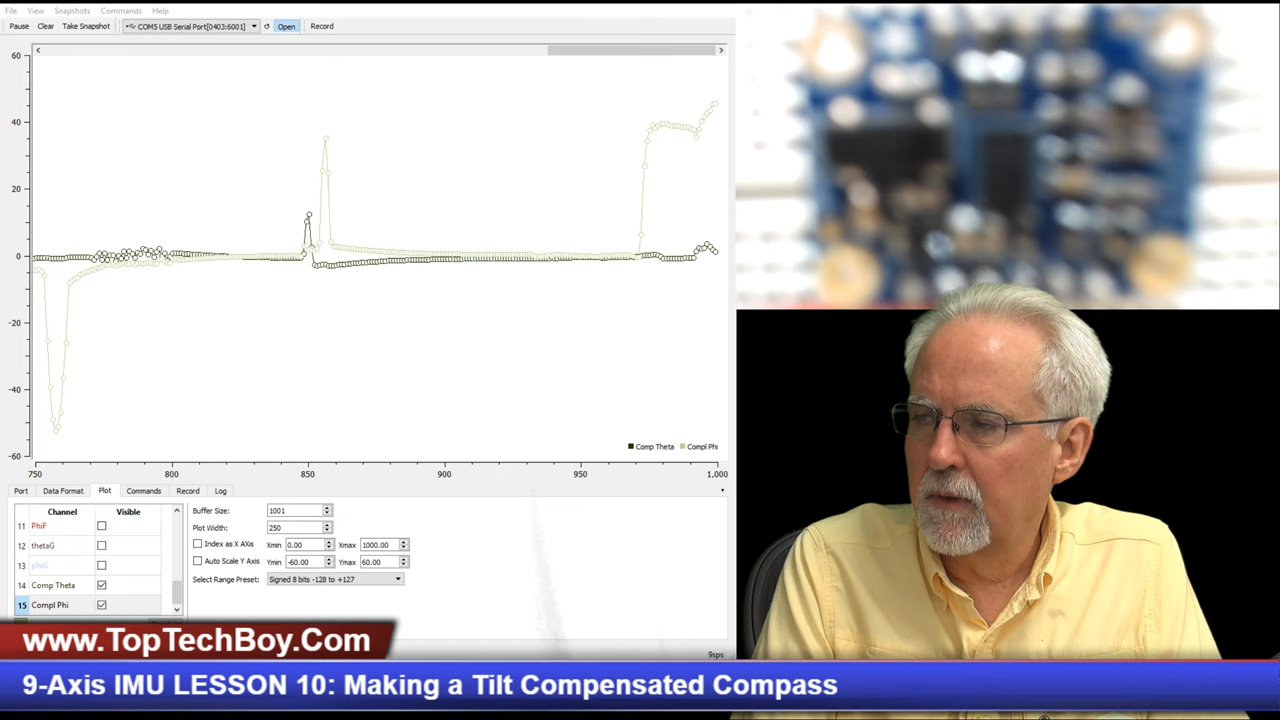 File View Snapshots Commands Help
Pause Clear Take Snapshot COM5 USB Serial Port[0403:6001] Open Record
60
40
20
0
-20
-40
-60
Comp Theta Compl Phi
750 800 850 900 950 1,000
Port Data Format Plot Commands Record Log
Channel Visible
11 PhiF
12 thetaG
13 phiG
14 Comp Theta
15 Compl Phi
Buffer Size: 1001
Plot Width: 250
Index as X AXis Xmin 0.00 Xmax 1000.00
Auto Scale Y Axis Ymin -60.00 Ymax 60.00
Select Range Preset: Signed 8 bits -128 to +127
9sps
www.TopTechBoy.Com
9-Axis IMU LESSON 10: Making a Tilt Compensated Compass